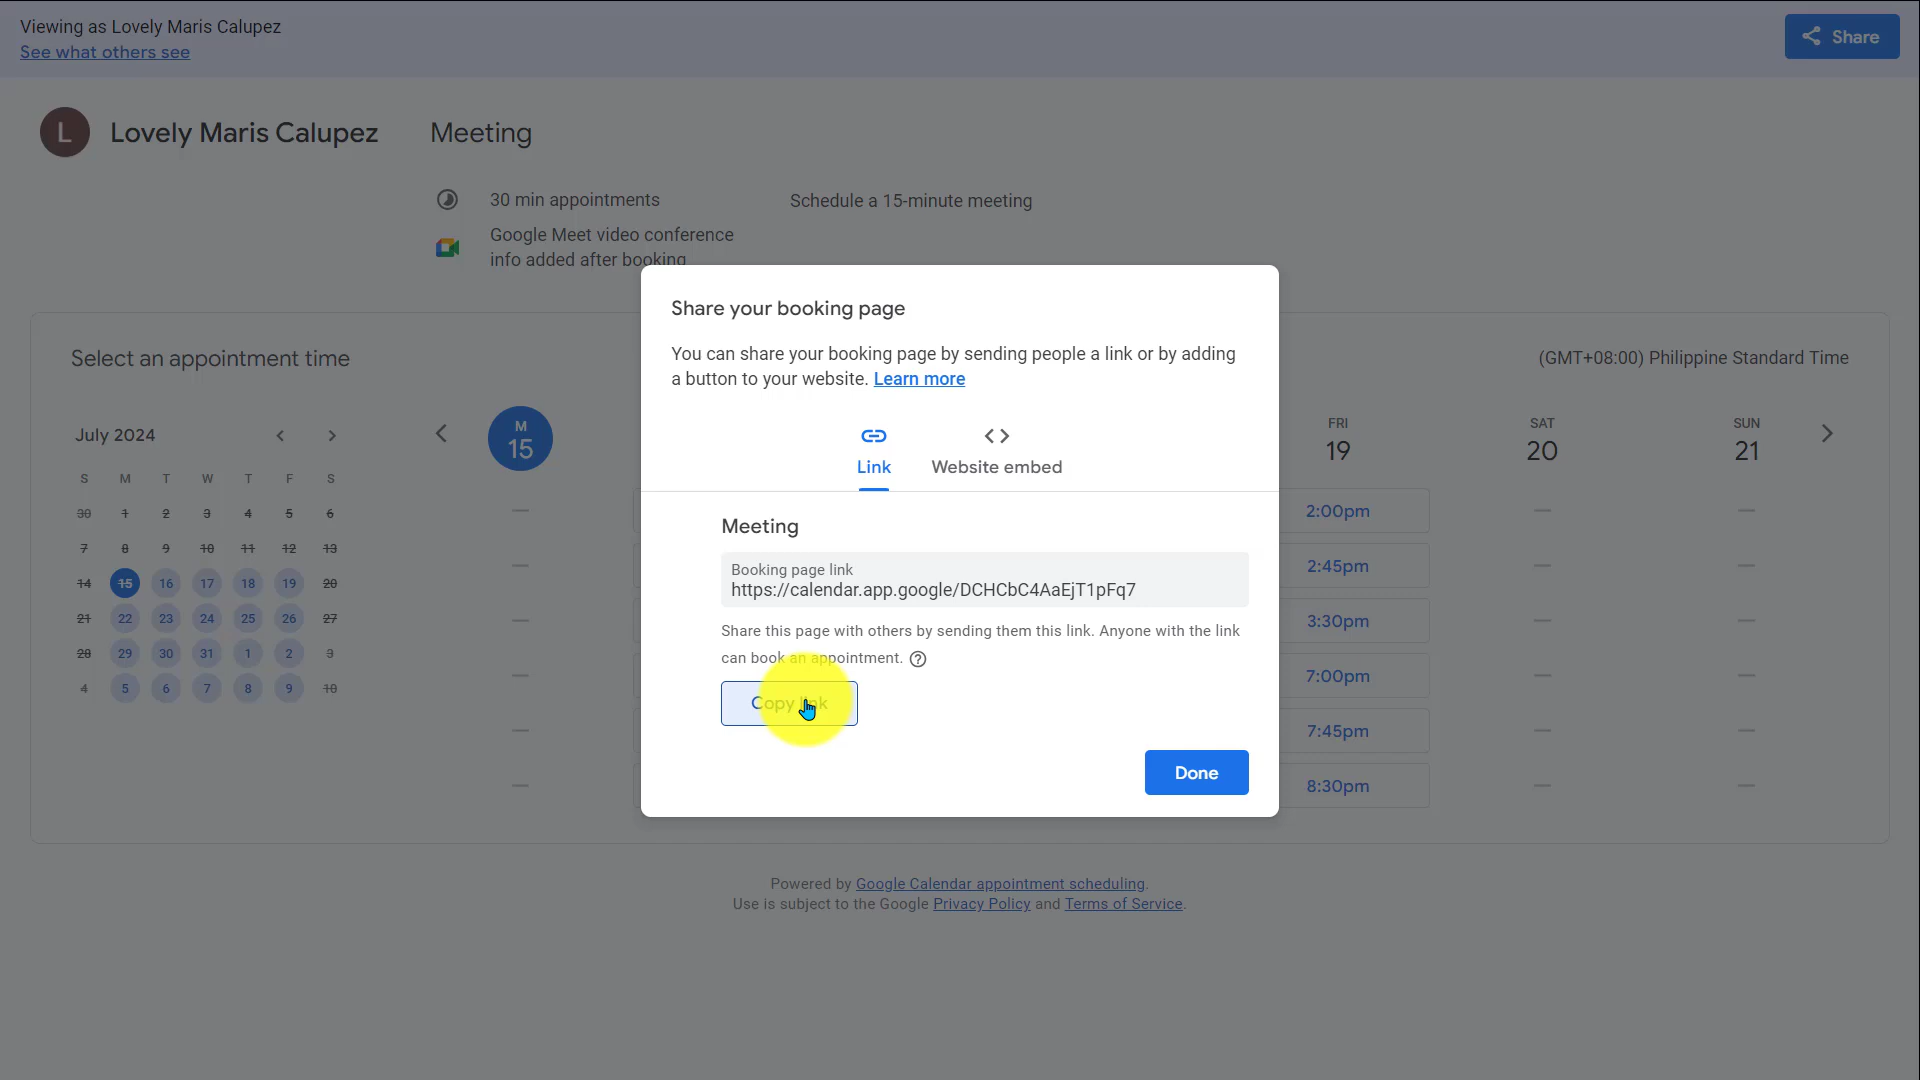 Viewing as Lovely Maris Calupez
See what others see
Share
L
Lovely Maris Calupez
Meeting
30 min appointments
Schedule a 15-minute meeting
Google Meet video conference
info added after booking
Share your booking page
You can share your booking page by sending people a link or by adding
a button to your website. Learn more
Link
Website embed
Meeting
Booking page link
https://calendar.app.google/DCHCbC4AaEjT1pFq7
Share this page with others by sending them this link. Anyone with the link
can book an appointment.
Copy link
Done
Select an appointment time
(GMT+08:00) Philippine Standard Time
July 2024
S M T W T F S
30 1 2 3 4 5 6
7 8 9 10 11 12 13
14 15 16 17 18 19 20
21 22 23 24 25 26 27
28 29 30 31 1 2 3
4 5 6 7 8 9 10
M
15
FRI
19
SAT
20
SUN
21
2:00pm
2:45pm
3:30pm
7:00pm
7:45pm
8:30pm
Powered by Google Calendar appointment scheduling.
Use is subject to the Google Privacy Policy and Terms of Service.